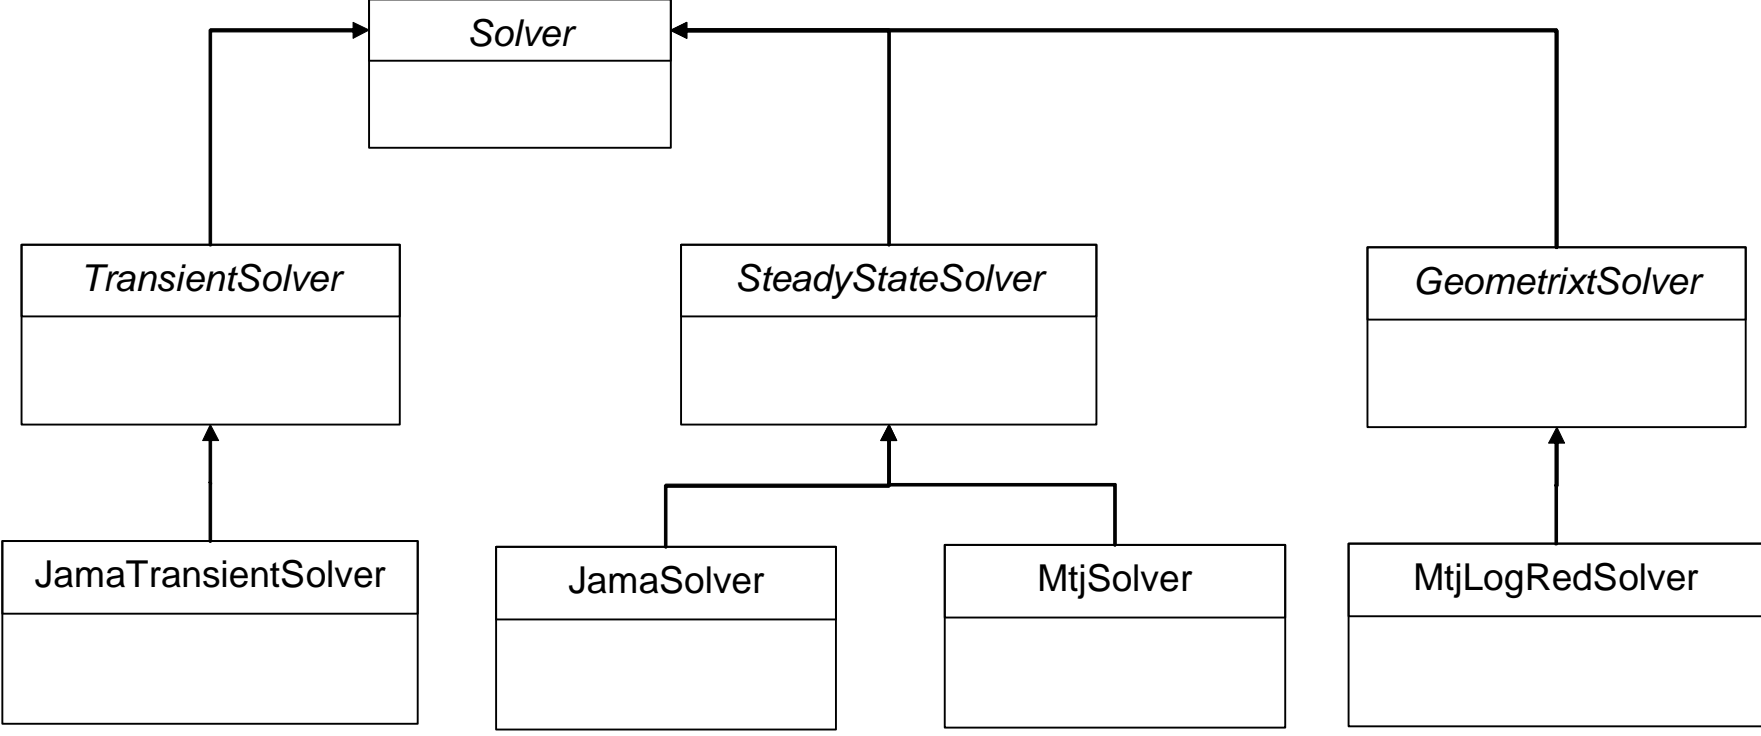 Solver
TransientSolver
SteadyStateSolver
GeometrixtSolver
JamaTransientSolver
JamaSolver
MtjSolver
MtjLogRedSolver